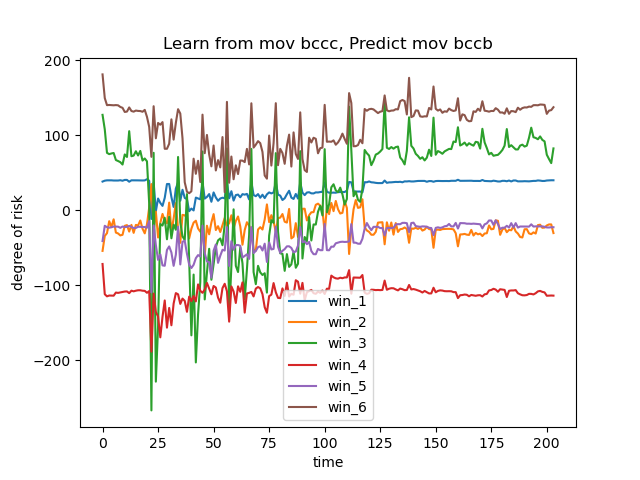 Learn from mov bccc, Predict mov bccb
degree of risk
200
100
0
−100
−200
win_1
win_2
win_3
win_4
win_5
win_6
0 25 50 75 100 125 150 175 200
time